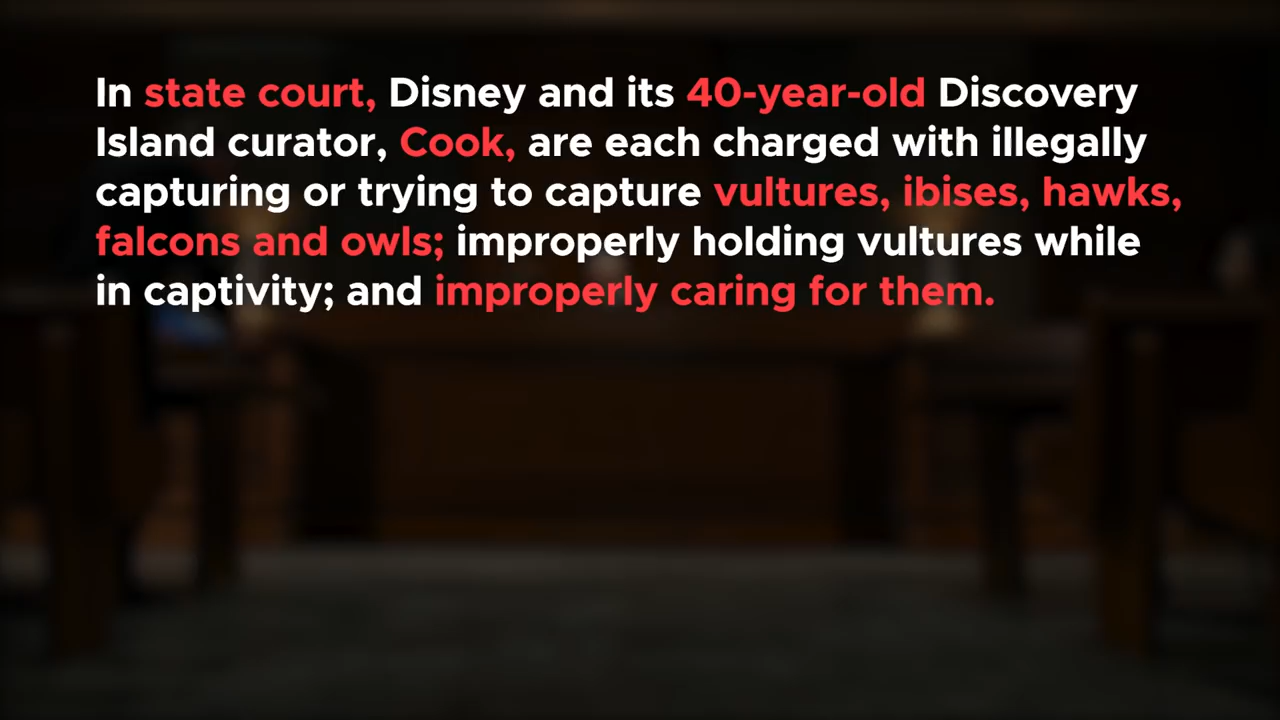 In state court, Disney and its 40-year-old Discovery
Island curator, Cook, are each charged with illegally
capturing or trying to capture vultures, ibises, hawks,
falcons and owls; improperly holding vultures while
in captivity; and improperly caring for them.